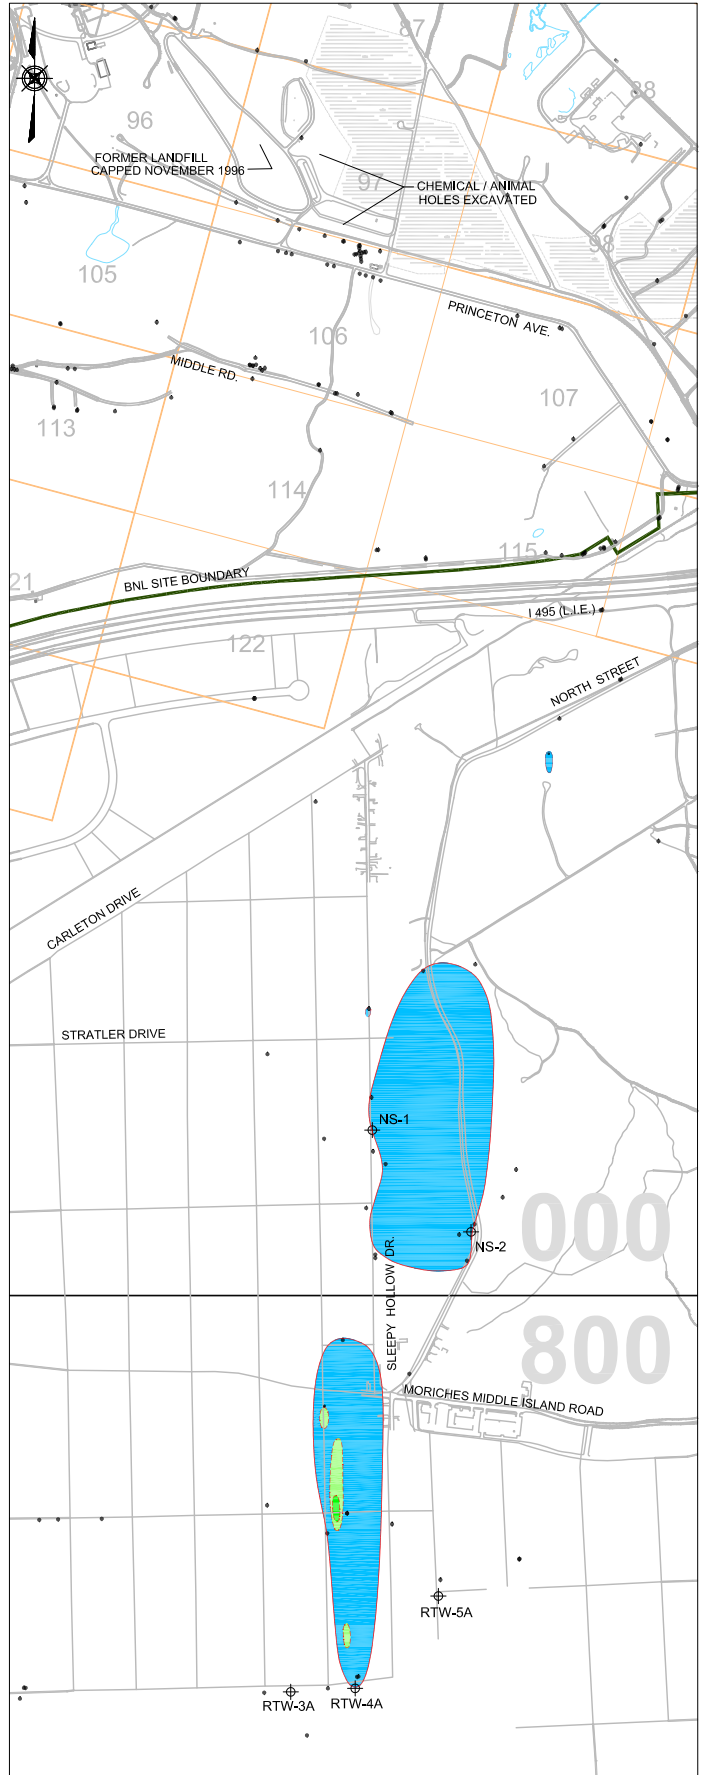 87
88
96
FORMER LANDFILL
CAPPED NOVEMBER 1996
97
CHEMICAL / ANIMAL
HOLES EXCAVATED
98
105
PRINCETON AVE.
106
MIDDLE RD.
107
113
114
115
BNL SITE BOUNDARY
21
I 495 (L.I.E.)
122
NORTH STREET
CARLETON DRIVE
STRATLER DRIVE
NS-1
000
NS-2
SLEEPY HOLLOW DR.
800
MORICHES MIDDLE ISLAND ROAD
RTW-5A
RTW-3A
RTW-4A